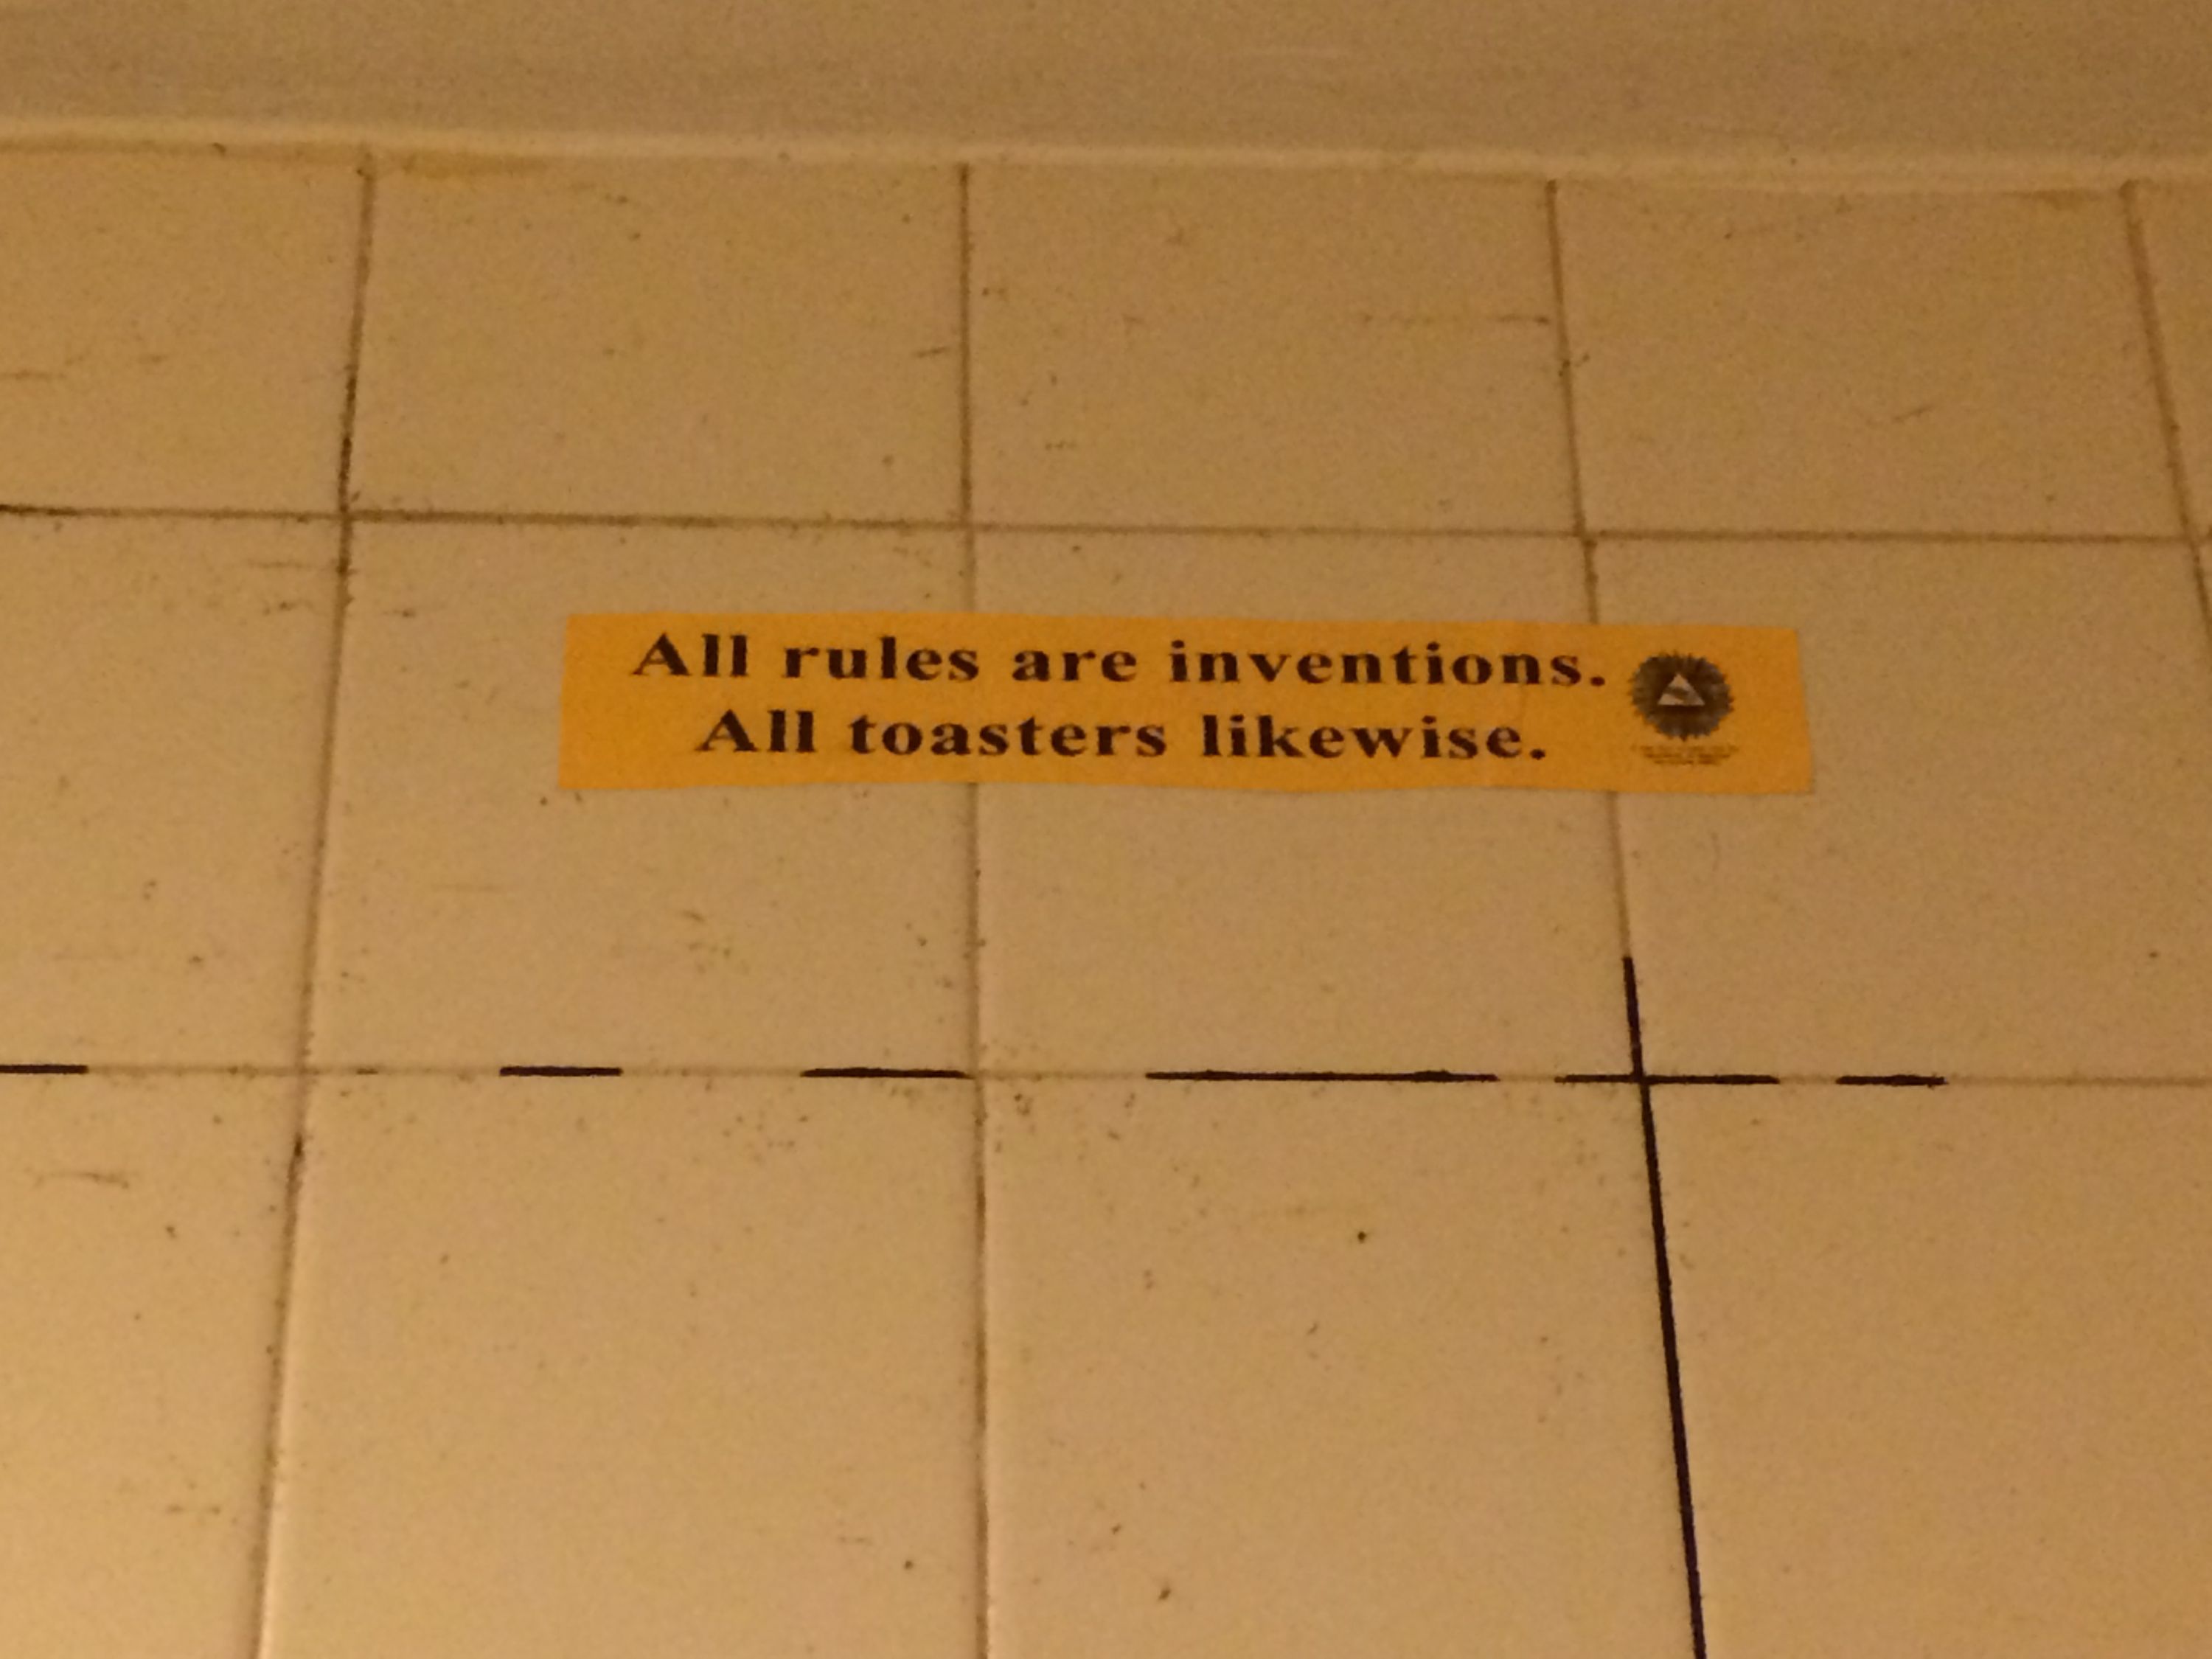 All rules are inventions.
All toasters likewise.